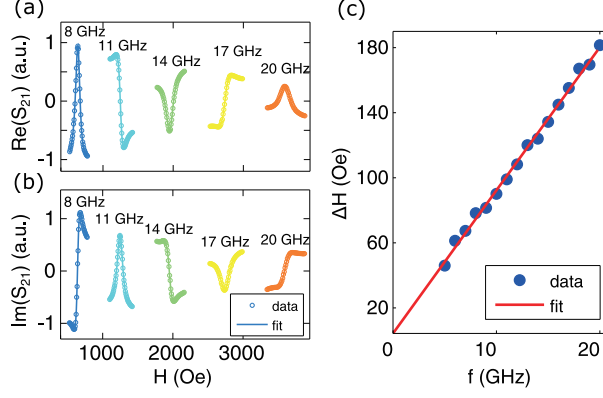 (a)
8 GHz
11 GHz
14 GHz
17 GHz
20 GHz
1
0
-1
Re(S21) (a.u.)
(b)
8 GHz
11 GHz
14 GHz
17 GHz
20 GHz
1
0
-1
Im(S21) (a.u.)
data
fit
1000
2000
3000
H (Oe)
(c)
180
140
100
60
20
ΔH (Oe)
data
fit
0
10
20
f (GHz)